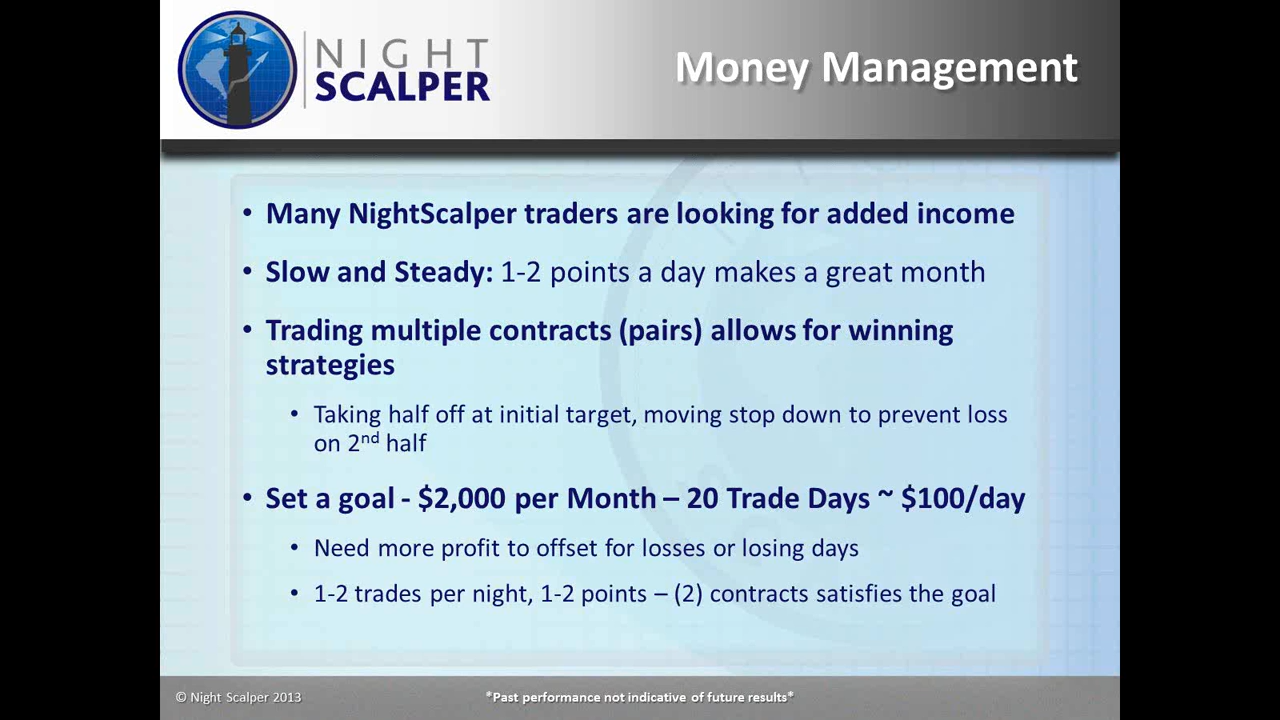 NIGHT
SCALPER
Money Management
• Many NightScalper traders are looking for added income
• Slow and Steady: 1-2 points a day makes a great month
• Trading multiple contracts (pairs) allows for winning
strategies
• Taking half off at initial target, moving stop down to prevent loss
on 2nd half
• Set a goal - $2,000 per Month – 20 Trade Days ~ $100/day
• Need more profit to offset for losses or losing days
• 1-2 trades per night, 1-2 points – (2) contracts satisfies the goal
© Night Scalper 2013
*Past performance not indicative of future results*